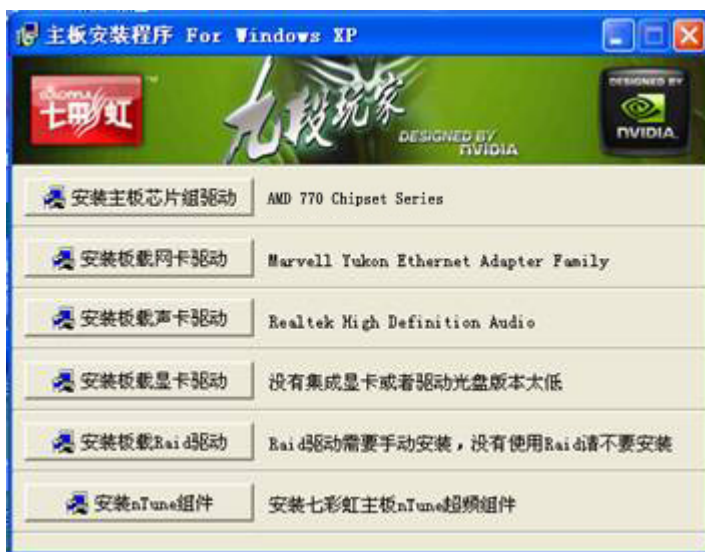 主板安装程序 For Windows XP
COLORFUL
七彩虹
九段玩家
DESIGNED BY
NVIDIA
DESIGNED BY
NVIDIA
安装主板芯片组驱动 AMD 770 Chipset Series
安装板载网卡驱动 Marvell Yukon Ethernet Adapter Family
安装板载声卡驱动 Realtek High Definition Audio
安装板载显卡驱动 没有集成显卡或者驱动光盘版本太低
安装板载Raid驱动 Raid驱动需要手动安装，没有使用Raid请不要安装
安装nTune组件 安装七彩虹主板nTune超频组件